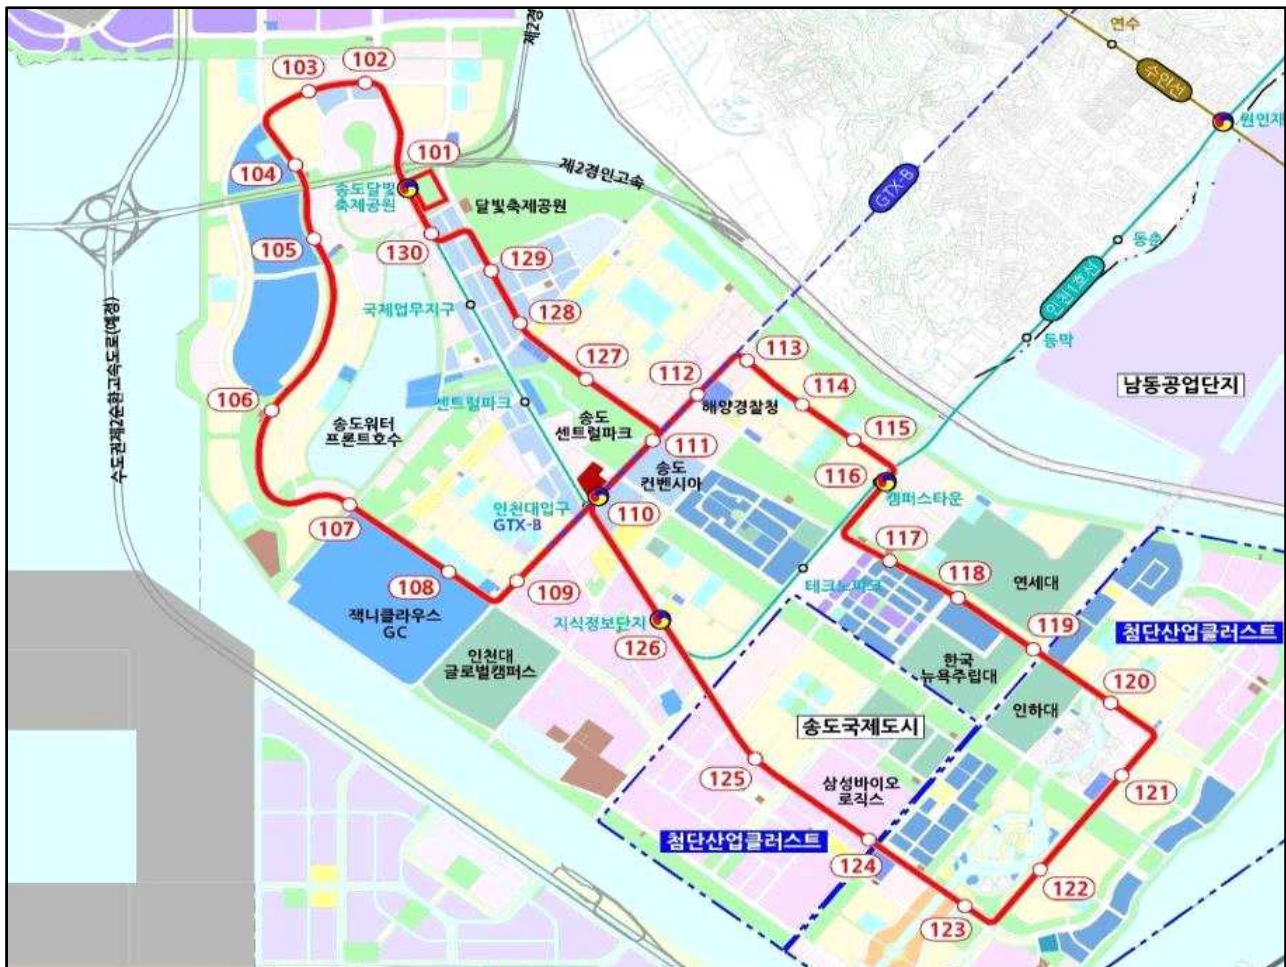 제2경
연수
수인선
원인재
103
102
101
제2경인고속
GTX-B
104
송도달빛
축제공원
달빛축제공원
105
130
129
동춘
인천1호선
국제업무지구
128
동막
수도권제2순환고속도로(예정)
127
113
112
114
남동공업단지
106
센트럴파크
해양경찰청
송도워터
프론트호수
송도
센트럴파크
111
115
송도
컨벤시아
116
캠퍼스타운
인천대입구
GTX-B
110
107
117
108
109
테크노파크
118
연세대
잭니클라우스
GC
지식정보단지
126
119
첨단산업클러스트
인천대
글로벌캠퍼스
한국
뉴욕주립대
120
인하대
송도국제도시
125
삼성바이오
로직스
121
첨단산업클러스트
124
122
123